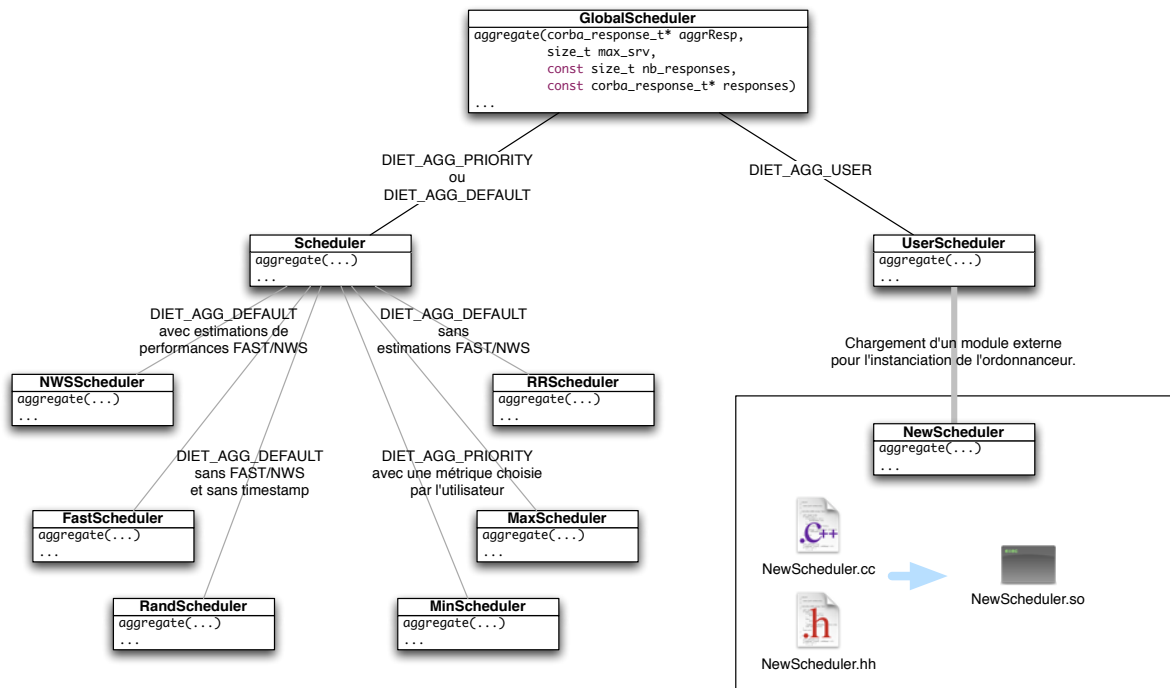 GlobalScheduler
aggregate(corba_response_t* aggrResp,
size_t max_srv,
const size_t nb_responses,
const corba_response_t* responses)
...
DIET_AGG_PRIORITY
ou
DIET_AGG_DEFAULT
DIET_AGG_USER
Scheduler
aggregate(...)
...
UserScheduler
aggregate(...)
...
DIET_AGG_DEFAULT
avec estimations de
performances FAST/NWS
DIET_AGG_DEFAULT
sans
estimations FAST/NWS
Chargement d'un module externe
pour l'instanciation de l'ordonnanceur.
NWSScheduler
aggregate(...)
...
RRScheduler
aggregate(...)
...
NewScheduler
aggregate(...)
...
DIET_AGG_DEFAULT
sans FAST/NWS
et sans timestamp
DIET_AGG_PRIORITY
avec une métrique choisie
par l'utilisateur
FastScheduler
aggregate(...)
...
MaxScheduler
aggregate(...)
...
RandScheduler
aggregate(...)
...
MinScheduler
aggregate(...)
...
.C++
NewScheduler.cc
.h
NewScheduler.hh
NewScheduler.so